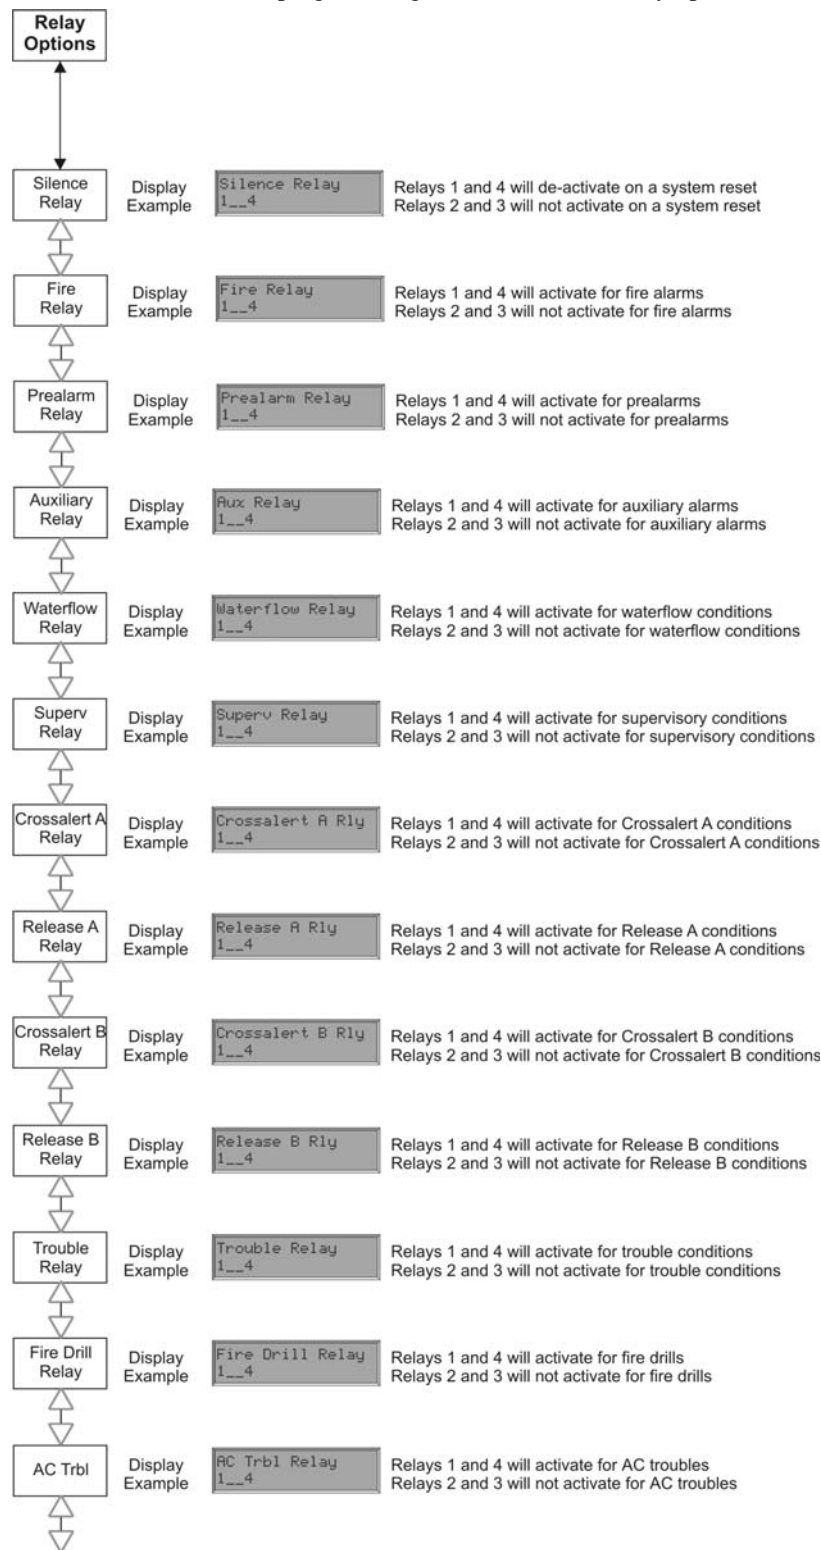 Relay
Options
Silence
Relay
Display
Example
Silence Relay
1__4
Relays 1 and 4 will de-activate on a system reset
Relays 2 and 3 will not activate on a system reset
Fire
Relay
Display
Example
Fire Relay
1__4
Relays 1 and 4 will activate for fire alarms
Relays 2 and 3 will not activate for fire alarms
Prealarm
Relay
Display
Example
Prealarm Relay
1__4
Relays 1 and 4 will activate for prealarms
Relays 2 and 3 will not activate for prealarms
Auxiliary
Relay
Display
Example
Aux Relay
1__4
Relays 1 and 4 will activate for auxiliary alarms
Relays 2 and 3 will not activate for auxiliary alarms
Waterflow
Relay
Display
Example
Waterflow Relay
1__4
Relays 1 and 4 will activate for waterflow conditions
Relays 2 and 3 will not activate for waterflow conditions
Superv
Relay
Display
Example
Superv Relay
1__4
Relays 1 and 4 will activate for supervisory conditions
Relays 2 and 3 will not activate for supervisory conditions
Crossalert A
Relay
Display
Example
Crossalert A Rly
1__4
Relays 1 and 4 will activate for Crossalert A conditions
Relays 2 and 3 will not activate for Crossalert A conditions
Release A
Relay
Display
Example
Release A Rly
1__4
Relays 1 and 4 will activate for Release A conditions
Relays 2 and 3 will not activate for Release A conditions
Crossalert B
Relay
Display
Example
Crossalert B Rly
1__4
Relays 1 and 4 will activate for Crossalert B conditions
Relays 2 and 3 will not activate for Crossalert B conditions
Release B
Relay
Display
Example
Release B Rly
1__4
Relays 1 and 4 will activate for Release B conditions
Relays 2 and 3 will not activate for Release B conditions
Trouble
Relay
Display
Example
Trouble Relay
1__4
Relays 1 and 4 will activate for trouble conditions
Relays 2 and 3 will not activate for trouble conditions
Fire Drill
Relay
Display
Example
Fire Drill Relay
1__4
Relays 1 and 4 will activate for fire drills
Relays 2 and 3 will not activate for fire drills
AC Trbl
Display
Example
AC Trbl Relay
1__4
Relays 1 and 4 will activate for AC troubles
Relays 2 and 3 will not activate for AC troubles